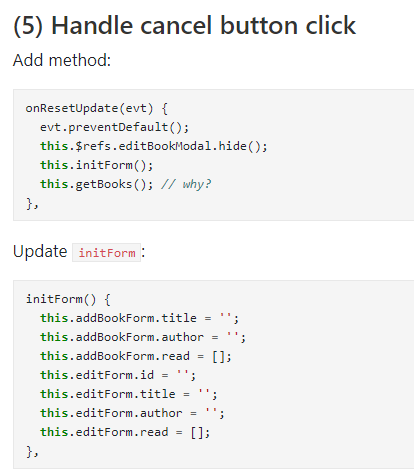 (5) Handle cancel button click
Add method:
onResetUpdate(evt) {
  evt.preventDefault();
  this.$refs.editBookModal.hide();
  this.initForm();
  this.getBooks(); // why?
},
Update initForm:
initForm() {
  this.addBookForm.title = '';
  this.addBookForm.author = '';
  this.addBookForm.read = [];
  this.editForm.id = '';
  this.editForm.title = '';
  this.editForm.author = '';
  this.editForm.read = [];
},